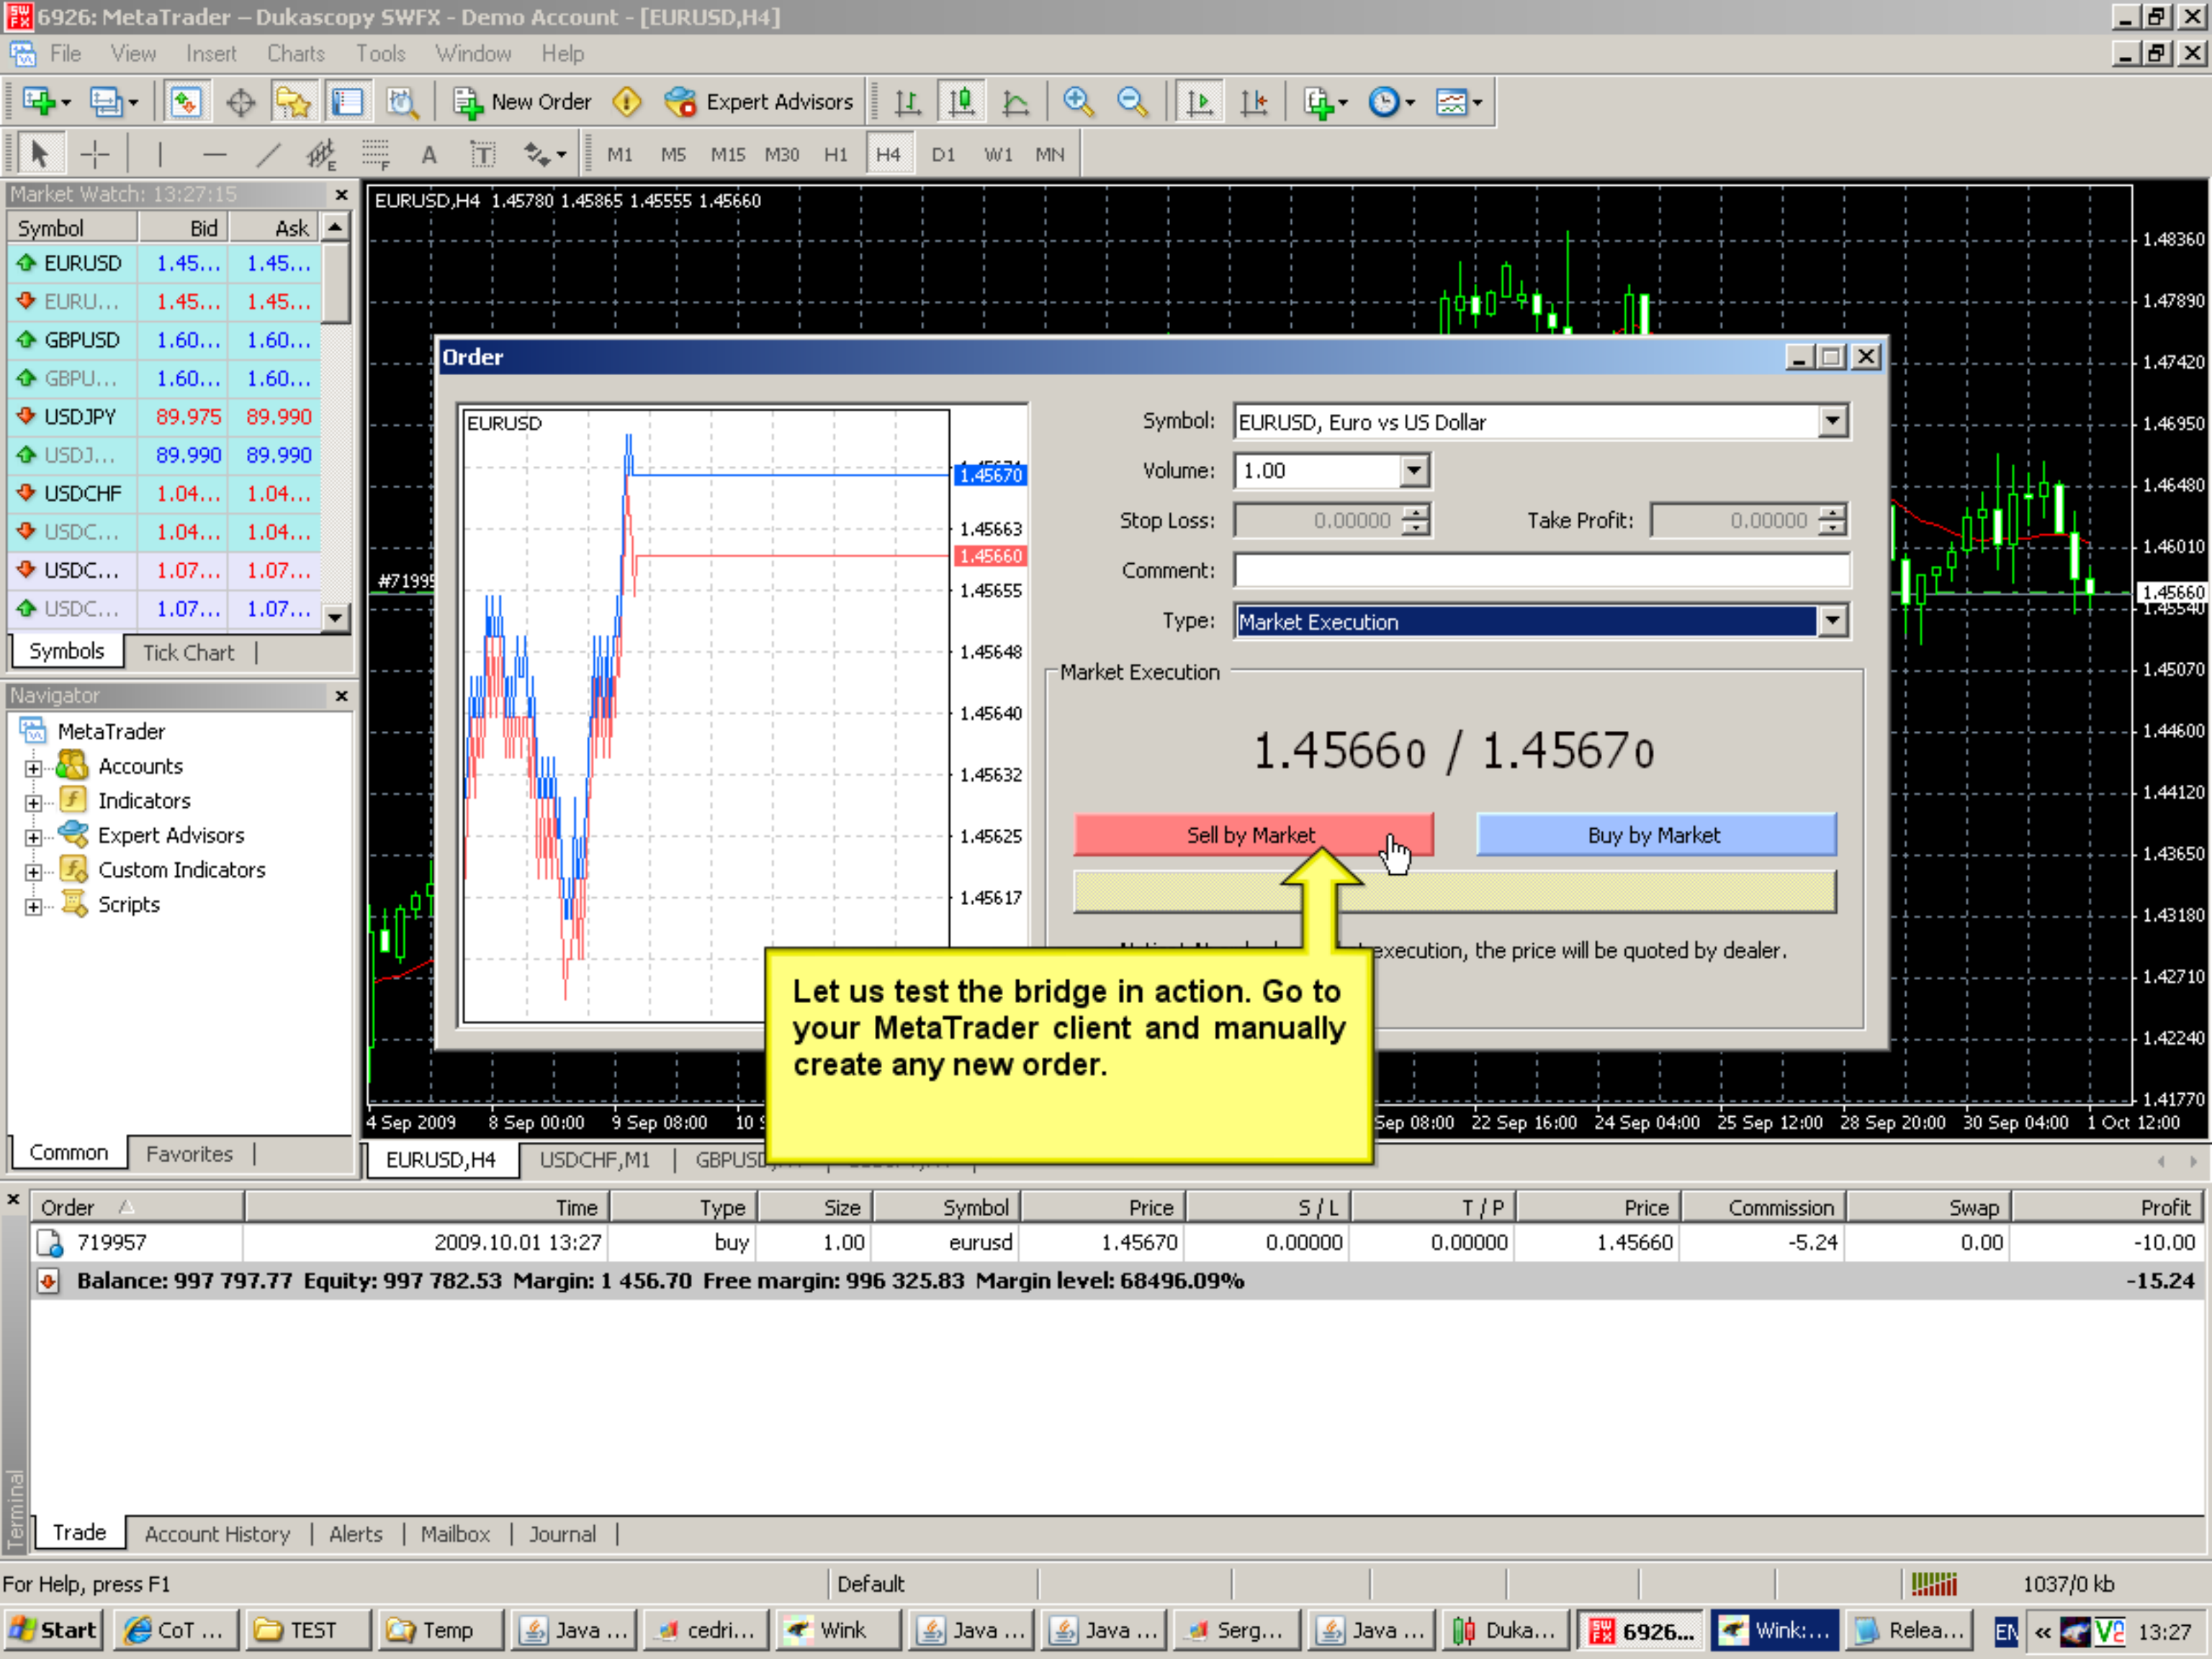 6926: MetaTrader – Dukascopy SWFX - Demo Account - [EURUSD,H4]
File View Insert Charts Tools Window Help
New Order Expert Advisors
A T M1 M5 M15 M30 H1 H4 D1 W1 MN
Market Watch: 13:27:15
Symbol Bid Ask
EURUSD 1.45... 1.45...
EURU... 1.45... 1.45...
GBPUSD 1.60... 1.60...
GBPU... 1.60... 1.60...
USDJPY 89.975 89.990
USDJ... 89.990 89.990
USDCHF 1.04... 1.04...
USDC... 1.04... 1.04...
USDC... 1.07... 1.07...
USDC... 1.07... 1.07...
Symbols Tick Chart
Navigator
MetaTrader
Accounts
Indicators
Expert Advisors
Custom Indicators
Scripts
Common Favorites
EURUSD,H4 1.45780 1.45865 1.45555 1.45660
1.48360
1.47890
1.47420
1.46950
1.46480
1.46010
1.45660
1.45540
1.45070
1.44600
1.44120
1.43650
1.43180
1.42710
1.42240
1.41770
#71995
Order
EURUSD
1.45670
1.45663
1.45660
1.45655
1.45648
1.45640
1.45632
1.45625
1.45617
Symbol: EURUSD, Euro vs US Dollar
Volume: 1.00
Stop Loss: 0.00000 Take Profit: 0.00000
Comment:
Type: Market Execution
Market Execution
1.45660 / 1.45670
Sell by Market Buy by Market
execution, the price will be quoted by dealer.
Let us test the bridge in action. Go to
your MetaTrader client and manually
create any new order.
4 Sep 2009 8 Sep 00:00 9 Sep 08:00 10 Sep 08:00 22 Sep 16:00 24 Sep 04:00 25 Sep 12:00 28 Sep 20:00 30 Sep 04:00 1 Oct 12:00
EURUSD,H4 USDCHF,M1 GBPUSD
Order Time Type Size Symbol Price S / L T / P Price Commission Swap Profit
719957 2009.10.01 13:27 buy 1.00 eurusd 1.45670 0.00000 0.00000 1.45660 -5.24 0.00 -10.00
Balance: 997 797.77 Equity: 997 782.53 Margin: 1 456.70 Free margin: 996 325.83 Margin level: 68496.09% -15.24
Terminal
Trade Account History Alerts Mailbox Journal
For Help, press F1 Default 1037/0 kb
Start CoT ... TEST Temp Java ... cedri... Wink Java ... Java ... Serg... Java ... Duka... 6926... Wink:... Relea... EN « 13:27